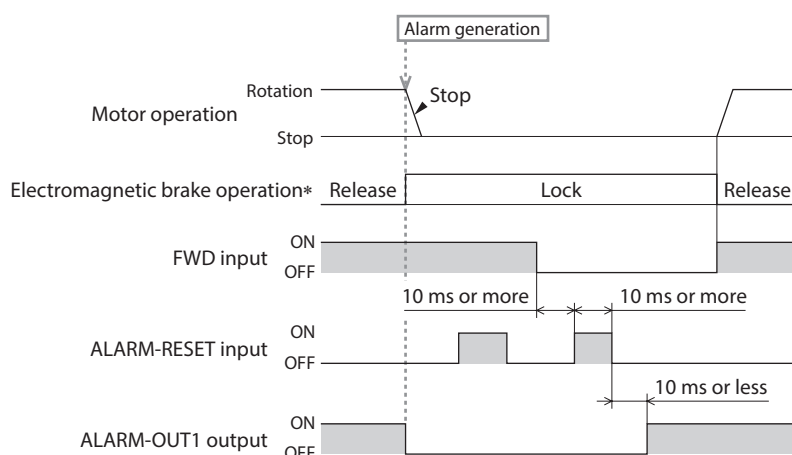 Alarm generation
Rotation
Stop
Motor operation
Stop
Electromagnetic brake operation*
Release
Lock
Release
ON
FWD input
OFF
10 ms or more
10 ms or more
ON
ALARM-RESET input
OFF
10 ms or less
ON
ALARM-OUT1 output
OFF